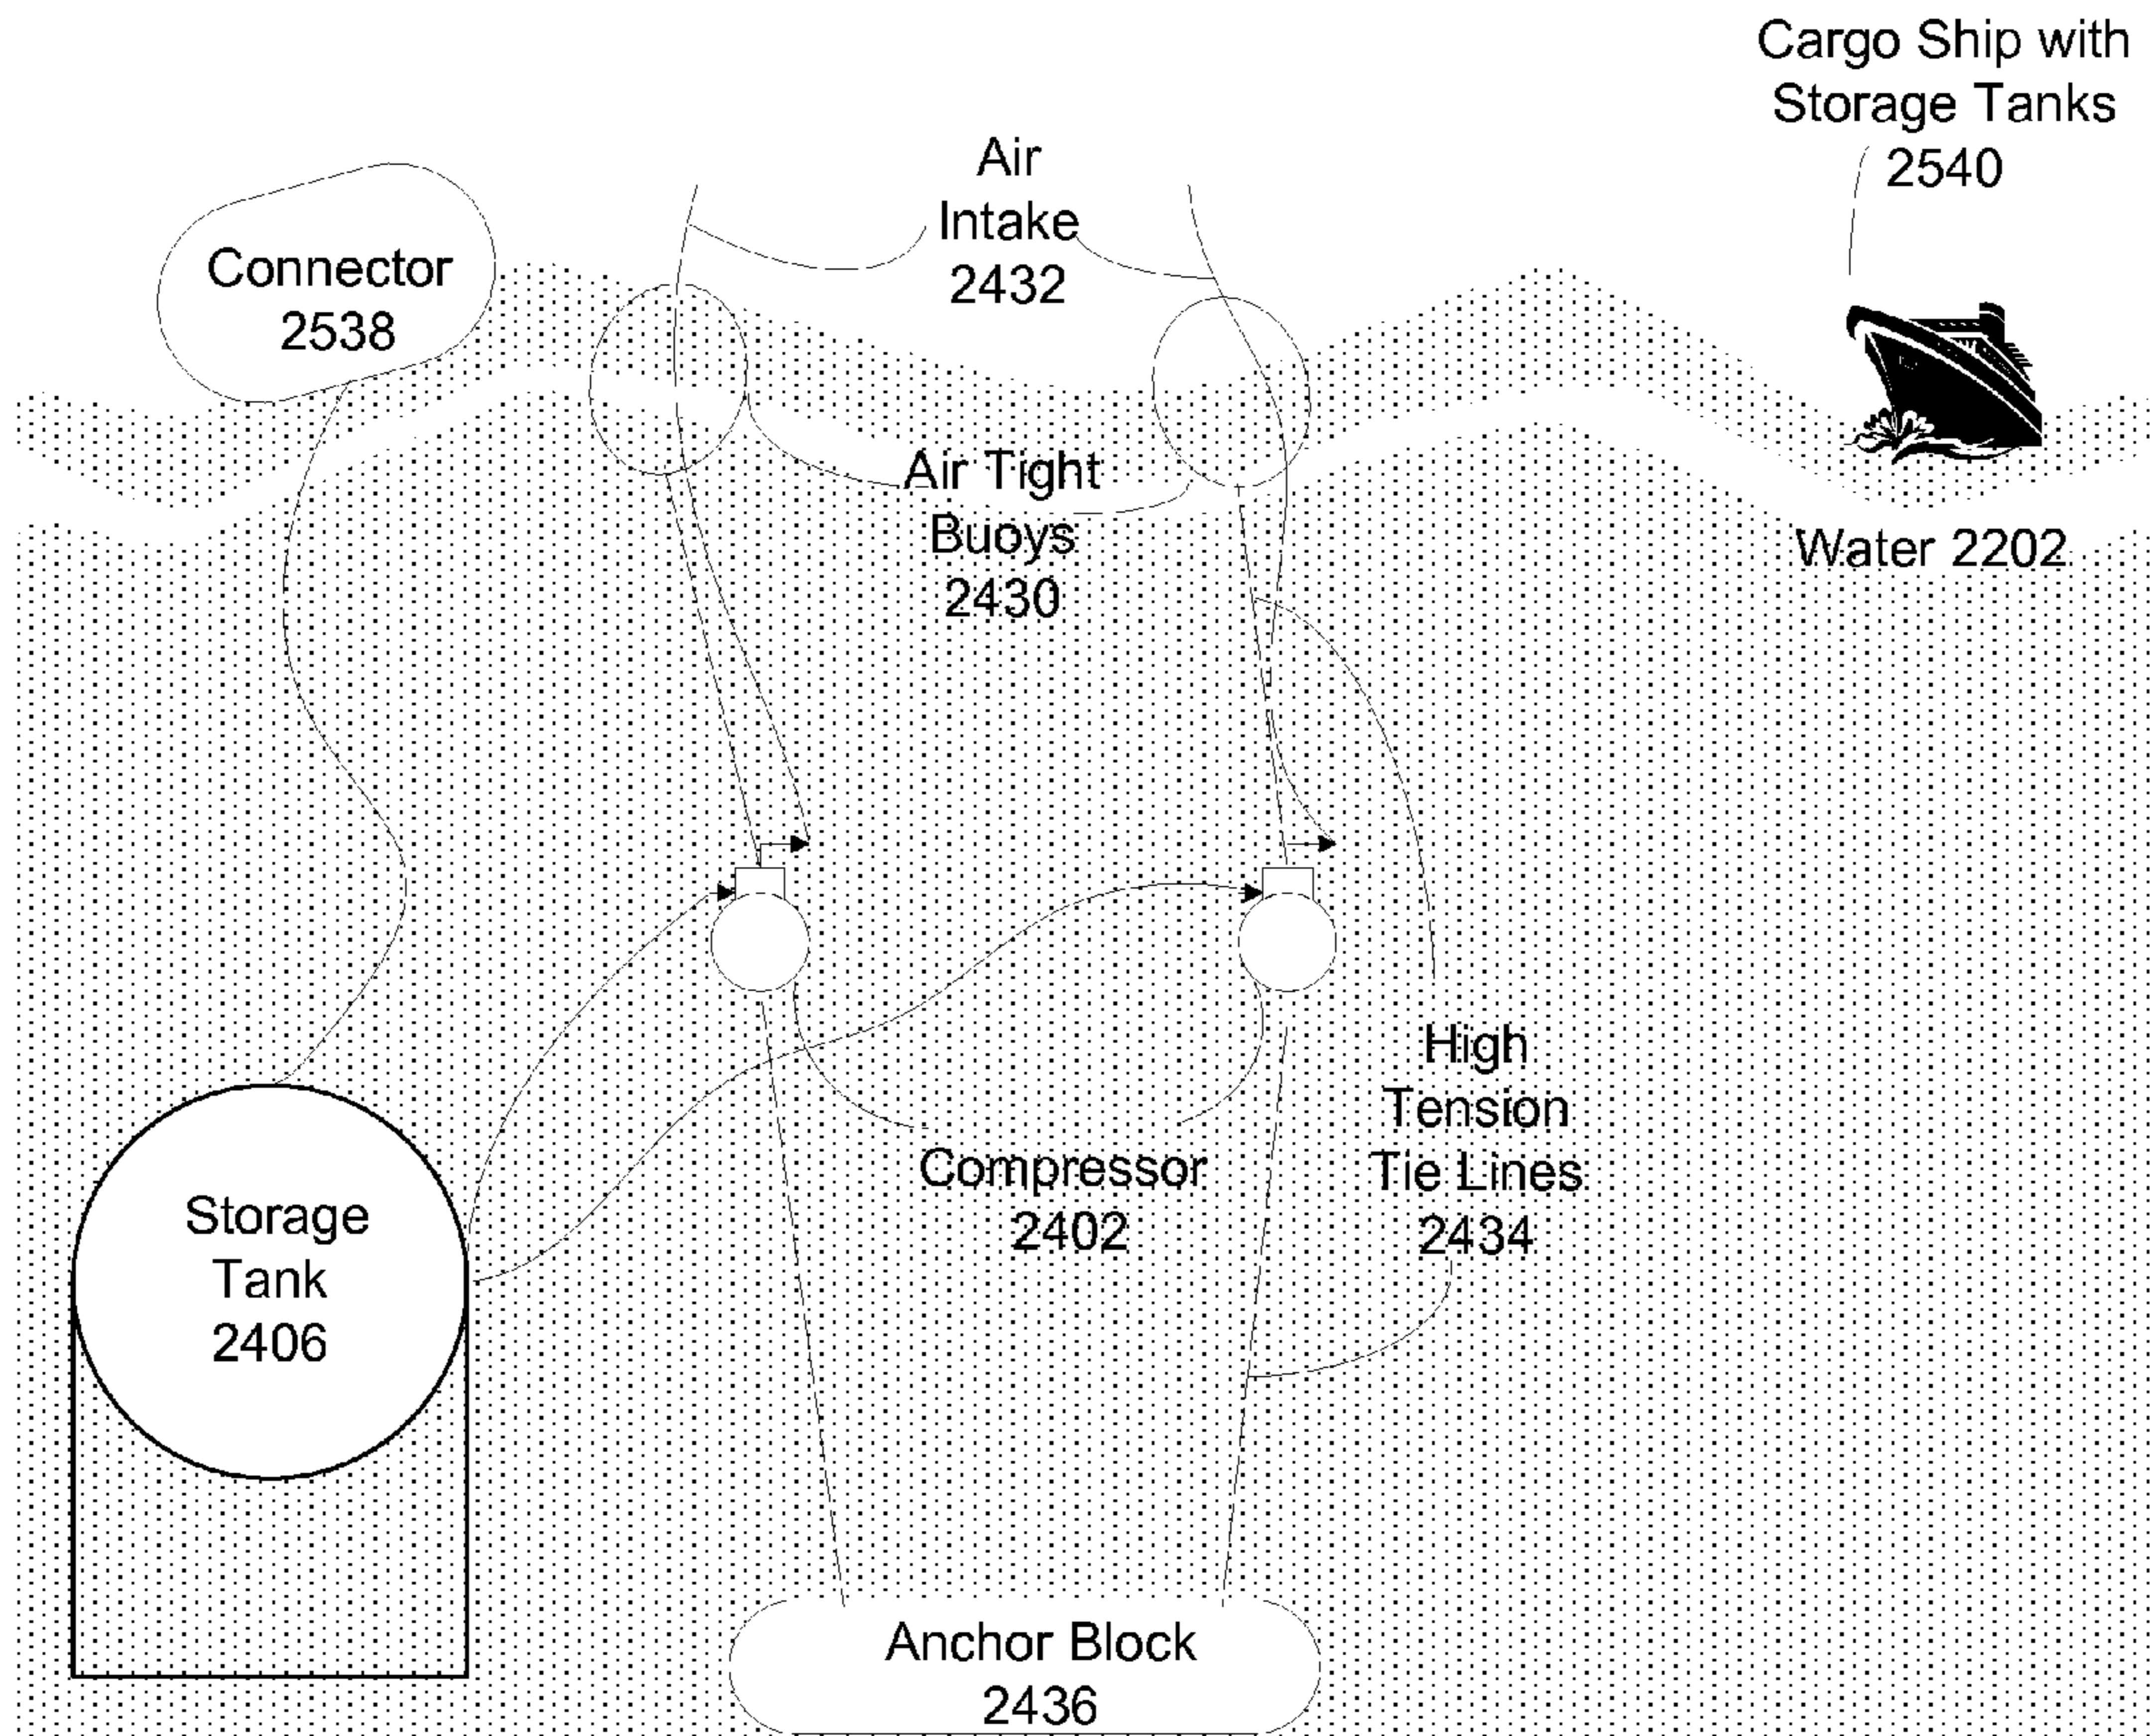 Cargo Ship with
Storage Tanks
2540
Air
Intake
2432
Connector
2538
Air Tight
Buoys
2430
Water 2202
High
Tension
Tie Lines
2434
Compressor
2402
Storage
Tank
2406
Anchor Block
2436